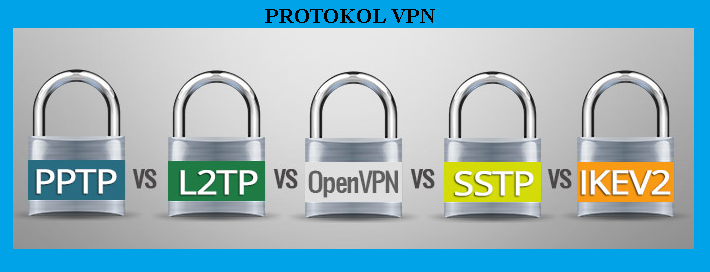 PROTOKOL VPN
PPTP VS L2TP VS OpenVPN VS SSTP VS IKEV2